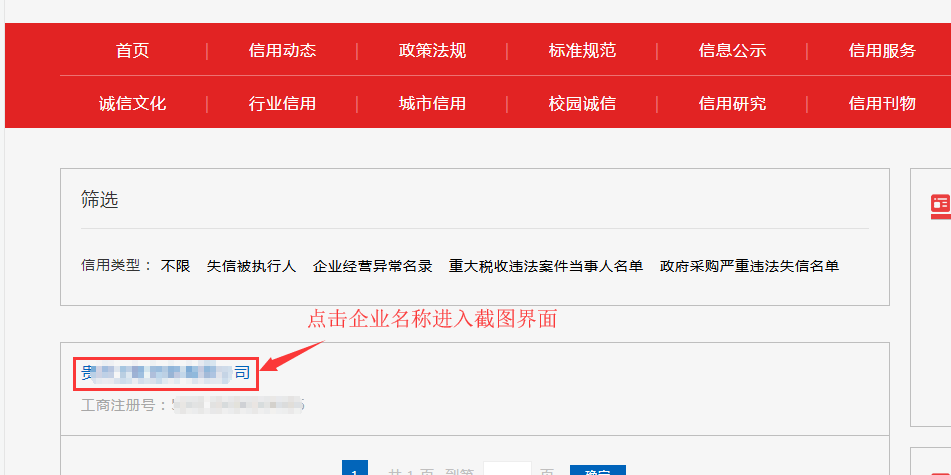 首页 信用动态 政策法规 标准规范 信息公示 信用服务
诚信文化 行业信用 城市信用 校园诚信 信用研究 信用刊物
筛选
信用类型： 不限 失信被执行人 企业经营异常名录 重大税收违法案件当事人名单 政府采购严重违法失信名单
点击企业名称进入截图界面
贵 司
工商注册号：
1 共 1 页 到第 页 确定